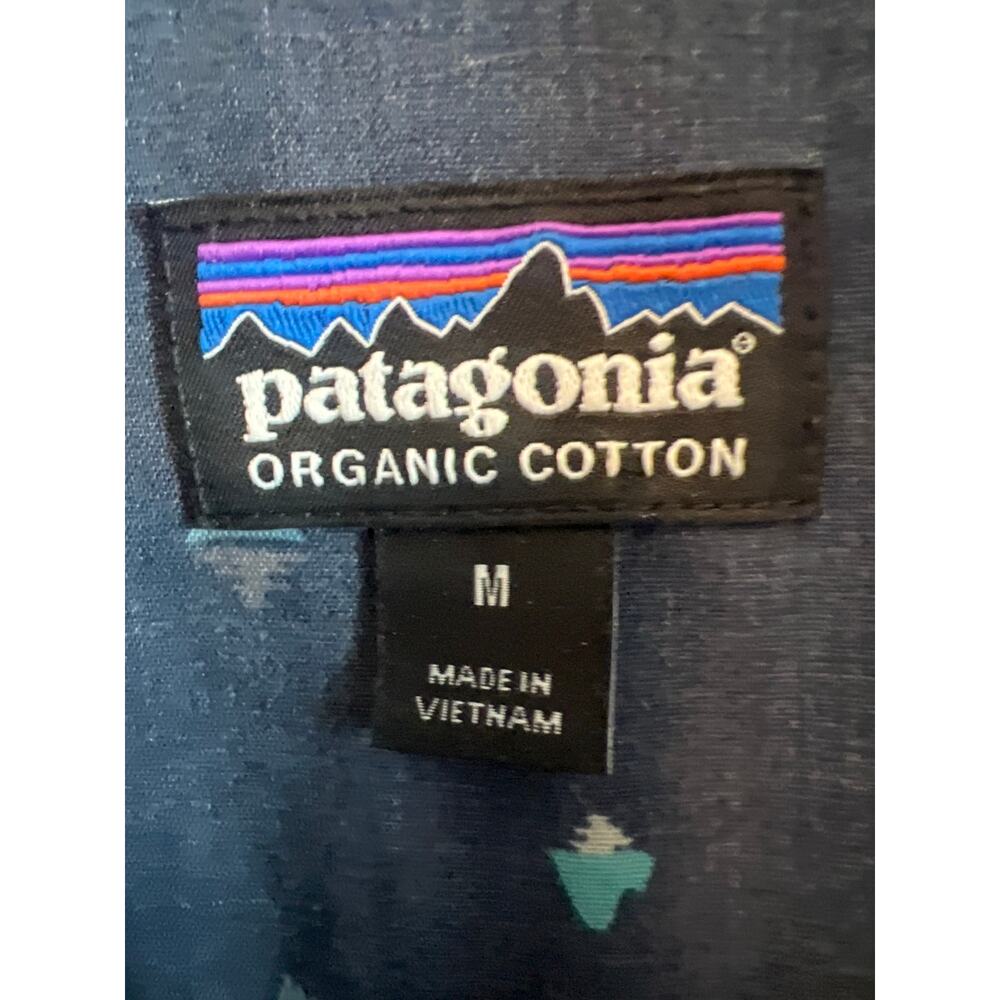 patagonia®
ORGANIC COTTON
M
MADE IN
VIETNAM